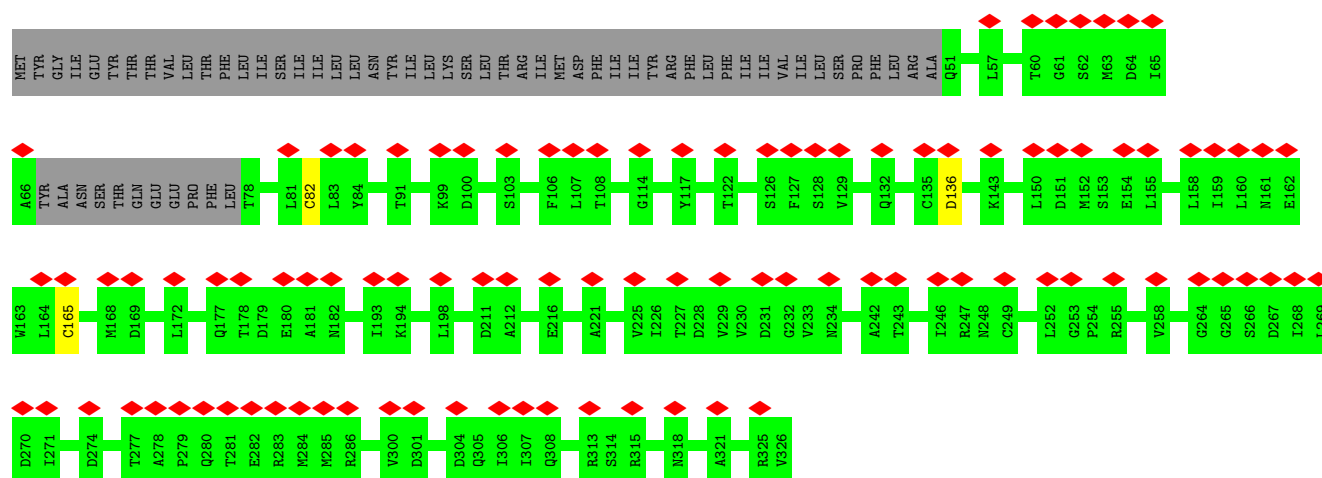 MET TYR GLY ILE GLU TYR THR THR VAL LEU THR PHE LEU ILE SER ILE ILE LEU LEU ASN TYR ILE LEU LYS SER LEU THR ARG ILE MET ASP PHE ILE ILE TYR ARG PHE LEU PHE ILE ILE VAL ILE LEU SER PRO PHE LEU ARG ALA Q51 L57 T60 G61 S62 M63 D64 I65
A66 TYR ALA ASN SER THR GLN GLU GLU PRO PHE LEU T78 L81 C82 L83 Y84 T91 K99 D100 S103 F106 L107 T108 G114 Y117 T122 S126 F127 S128 V129 Q132 C135 D136 K143 L150 D151 M152 S153 E154 L155 L158 I159 L160 N161 E162
W163 L164 C165 M168 D169 L172 Q177 T178 D179 E180 A181 N182 I193 K194 L198 D211 A212 E216 A221 V225 I226 T227 D228 V229 V230 D231 G232 V233 N234 A242 T243 I246 R247 N248 C249 L252 G253 P254 R255 V258 G264 G265 S266 D267 I268
D270 I271 D274 T277 A278 P279 Q280 T281 E282 R283 M284 M285 R286 V300 D301 D304 Q305 I306 I307 Q308 R313 S314 R315 N318 A321 R325 V326